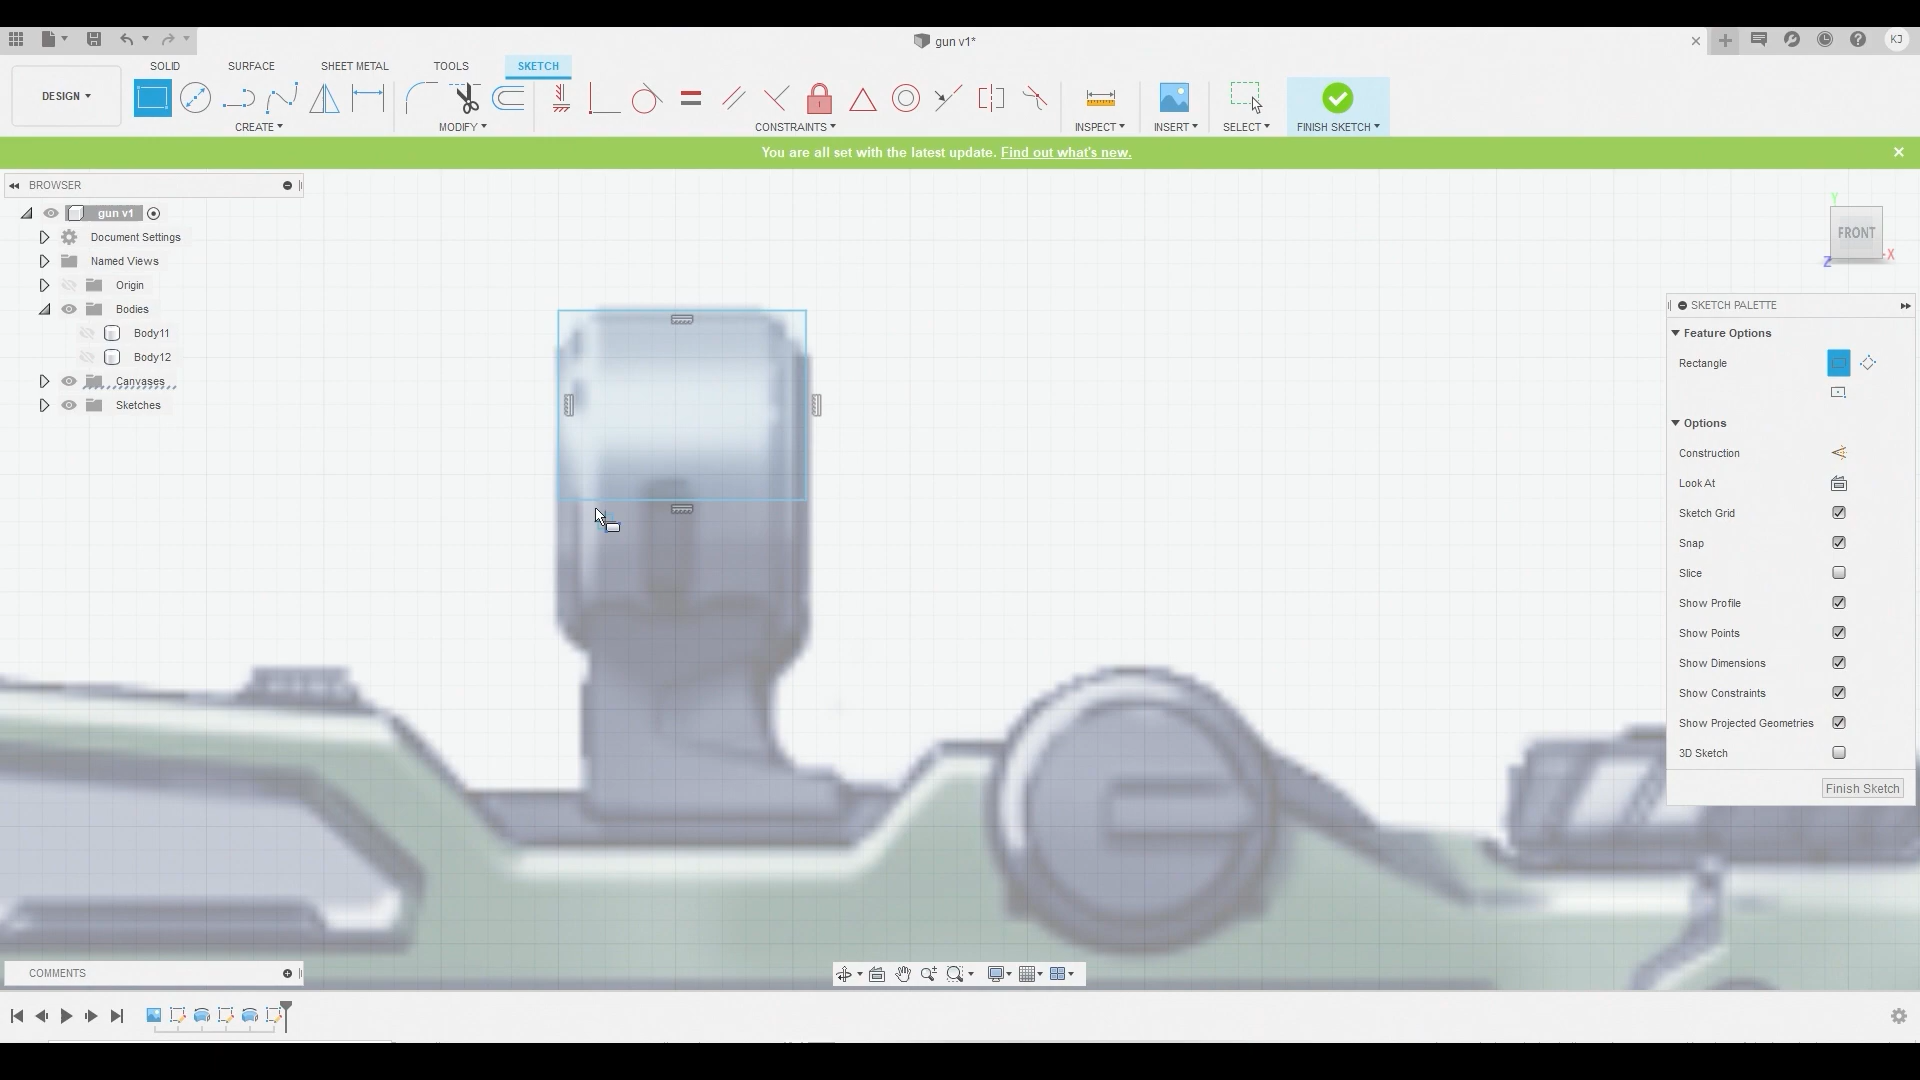 gun v1*
KJ
DESIGN
SOLID
SURFACE
SHEET METAL
TOOLS
SKETCH
CREATE
MODIFY
CONSTRAINTS
INSPECT
INSERT
SELECT
FINISH SKETCH
You are all set with the latest update. Find out what's new.
BROWSER
gun v1
Document Settings
Named Views
Origin
Bodies
Body11
Body12
Canvases
Sketches
Y
FRONT
X
Z
SKETCH PALETTE
Feature Options
Rectangle
Options
Construction
Look At
Sketch Grid
Snap
Slice
Show Profile
Show Points
Show Dimensions
Show Constraints
Show Projected Geometries
3D Sketch
Finish Sketch
COMMENTS